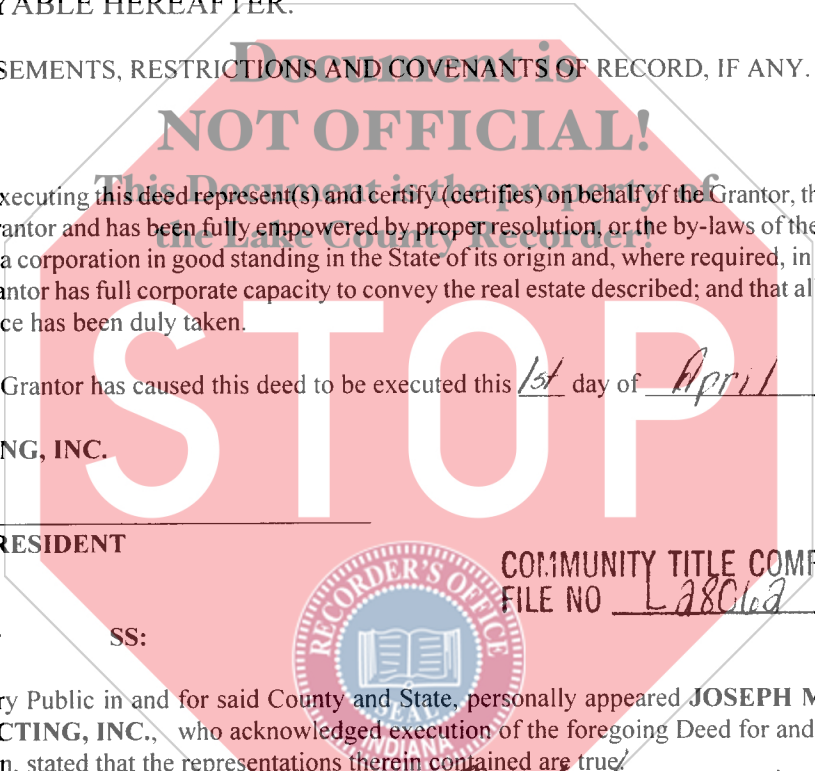 YABLE HEREAFTER.
Document is
SEMENTS, RESTRICTIONS AND COVENANTS OF RECORD, IF ANY.
NOT OFFICIAL!
This Document is the property of
xecuting this deed represent(s) and certify (certifies) on behalf of the Grantor, th
rantor and has been fully empowered by proper resolution, or the by-laws of the
the Lake County Recorder!
a corporation in good standing in the State of its origin and, where required, in
antor has full corporate capacity to convey the real estate described; and that al
ce has been duly taken.
STOP
Grantor has caused this deed to be executed this 1st day of April
NG, INC.
RESIDENT
COMMUNITY TITLE COMP
FILE NO L28062
SS:
RECORDER'S OFFICE
SEAL
INDIANA
ry Public in and for said County and State, personally appeared JOSEPH M
CTING, INC., who acknowledged execution of the foregoing Deed for and
n, stated that the representations therein contained are true.